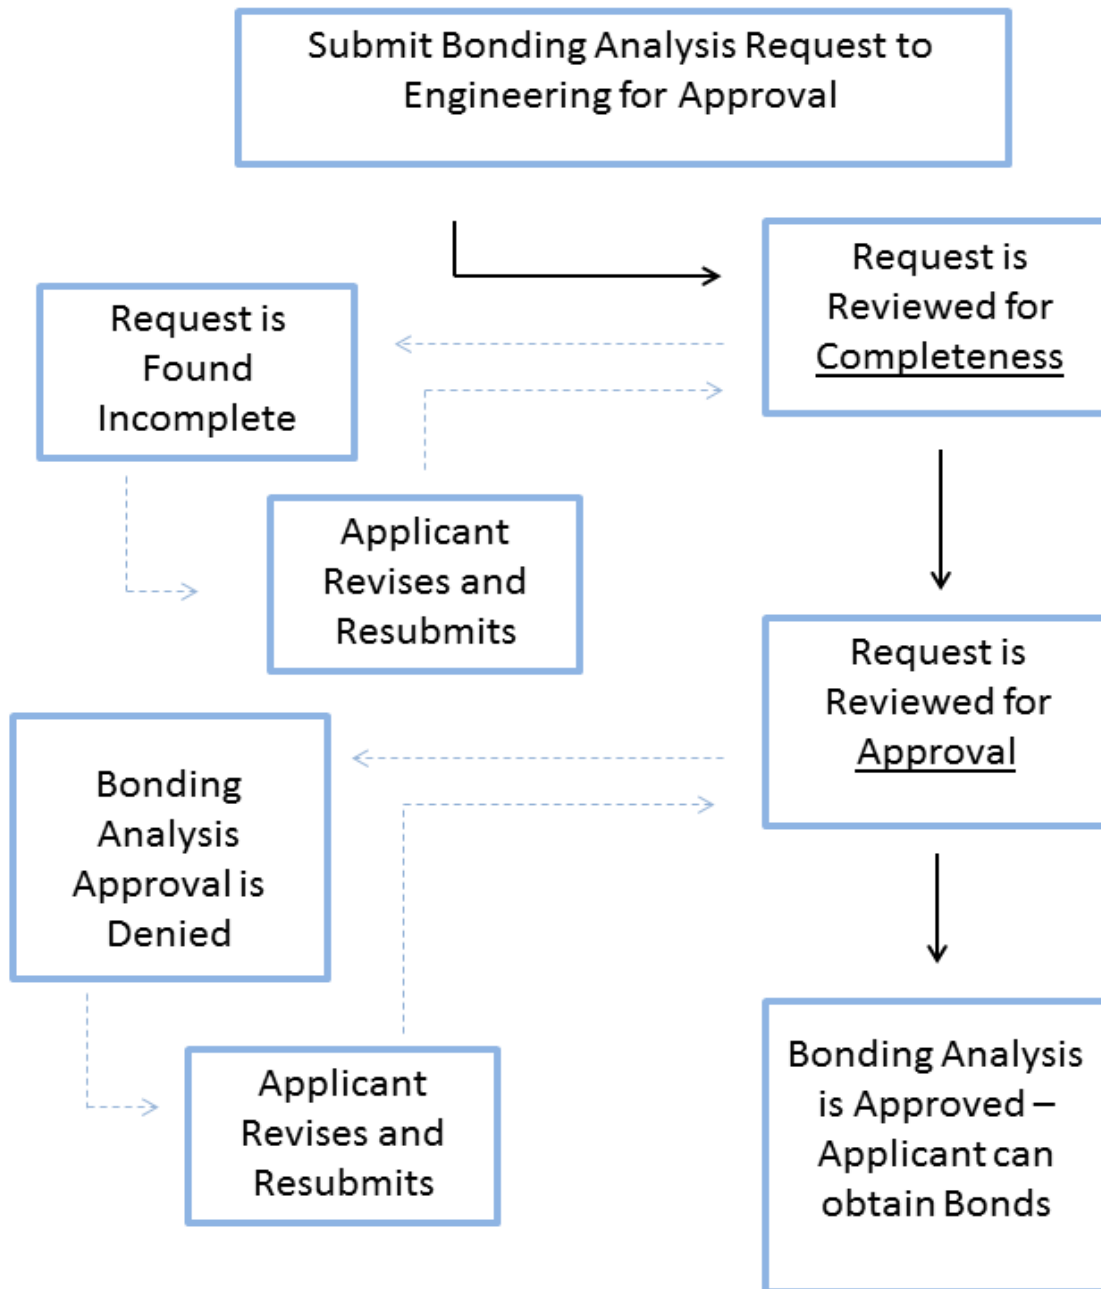 Submit Bonding Analysis Request to
Engineering for Approval
Request is
Reviewed for
Completeness
Request is
Found
Incomplete
Applicant
Revises and
Resubmits
Request is
Reviewed for
Approval
Bonding
Analysis
Approval is
Denied
Applicant
Revises and
Resubmits
Bonding Analysis
is Approved –
Applicant can
obtain Bonds